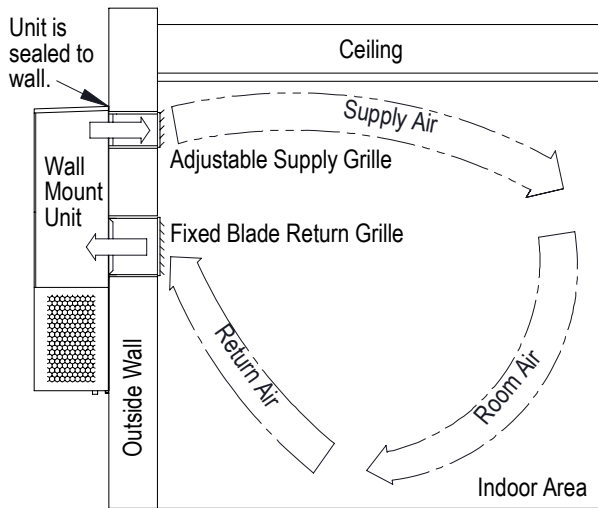 Unit is
sealed to
wall.
Ceiling
Supply Air
Adjustable Supply Grille
Wall
Mount
Unit
Fixed Blade Return Grille
Return Air
Room Air
Outside Wall
Indoor Area